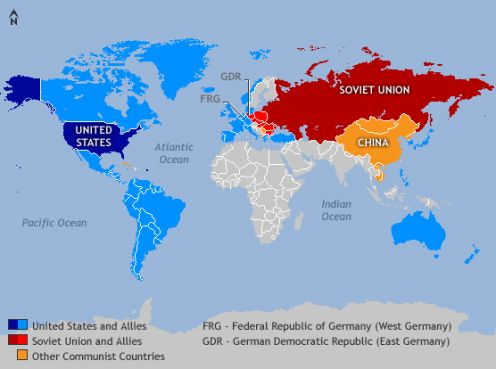 N
GDR
FRG
SOVIET UNION
CHINA
UNITED
STATES
Atlantic
Ocean
Indian
Ocean
Pacific Ocean
United States and Allies
Soviet Union and Allies
Other Communist Countries
FRG - Federal Republic of Germany (West Germany)
GDR - German Democratic Republic (East Germany)